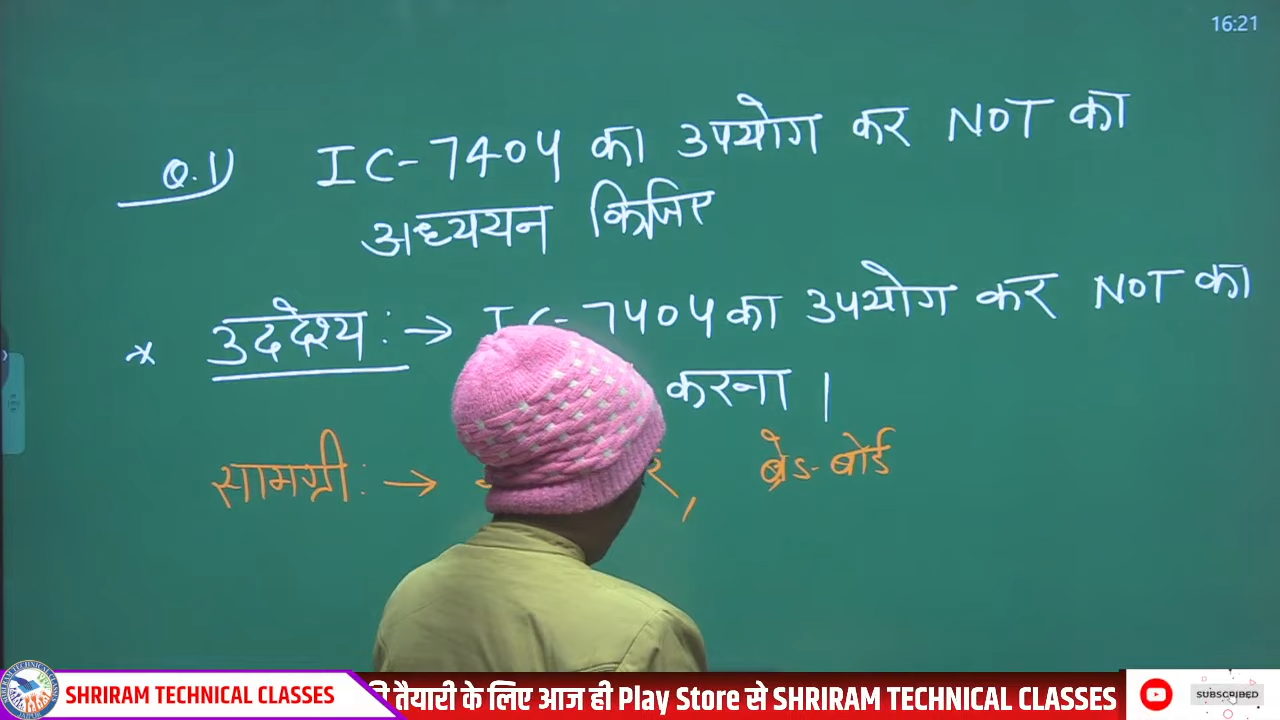 16:21
Q.1) IC-7404 का उपयोग कर NOT का
अध्ययन किजिए
* उददेश्य :→ IC-7404 का उपयोग कर NOT का
करना |
सामग्री :→ , ब्रेड-बोर्ड
SHRIRAM TECHNICAL CLASSES
तैयारी के लिए आज ही Play Store से SHRIRAM TECHNICAL CLASSES
SUBSCRIBED